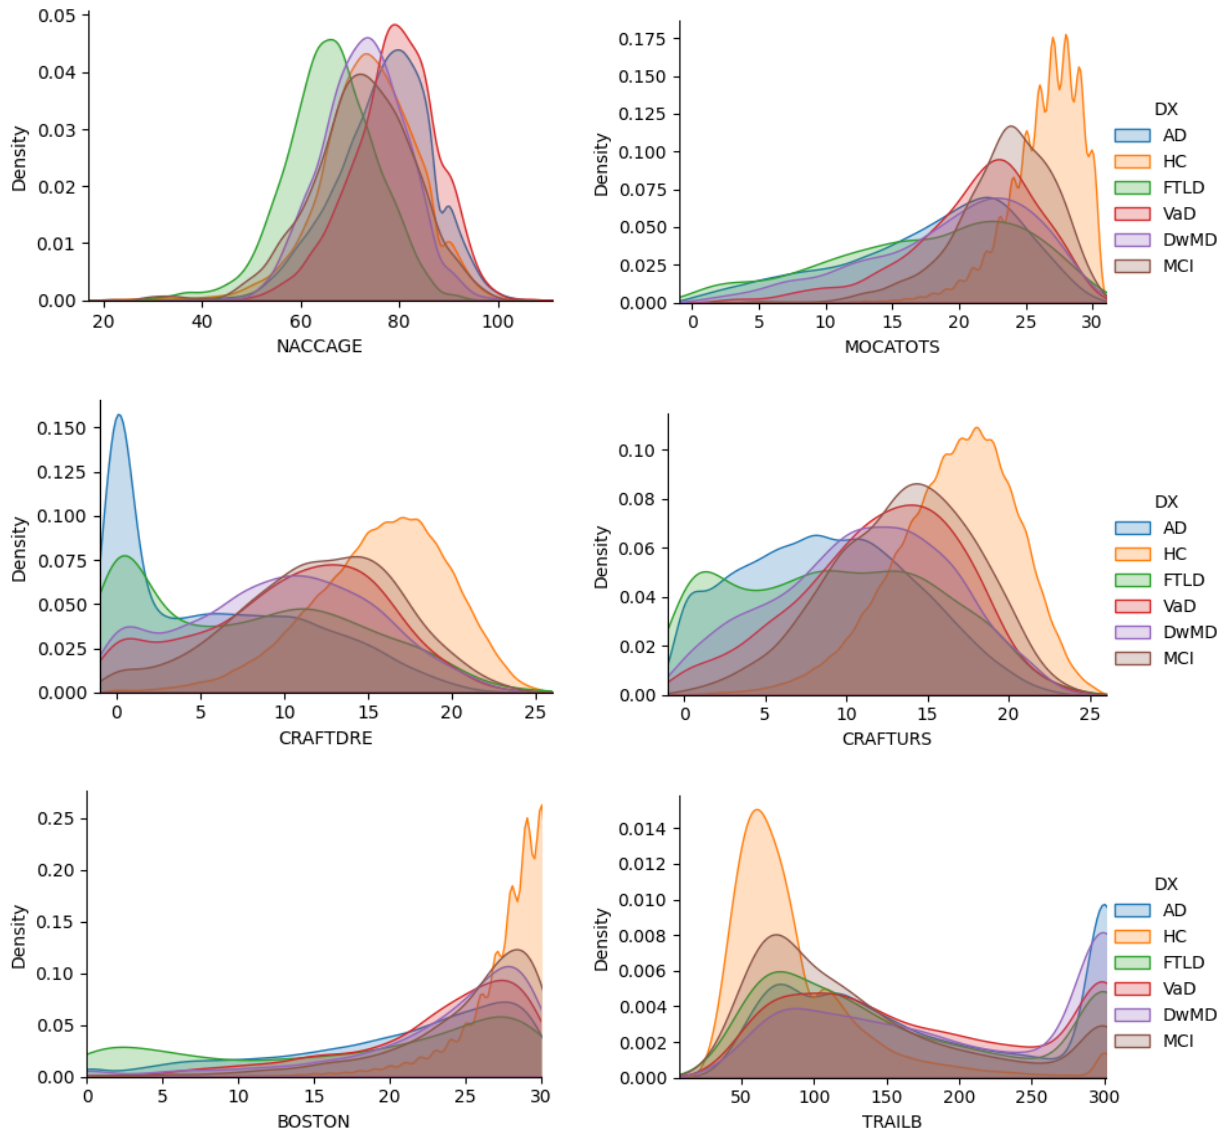 0.05
0.04
0.03
0.02
0.01
0.00
Density
20 40 60 80 100
NACCAGE
0.175
0.150
0.125
0.100
0.075
0.050
0.025
0.000
Density
0 5 10 15 20 25 30
MOCATOTS
DX
AD
HC
FTLD
VaD
DwMD
MCI
0.150
0.125
0.100
0.075
0.050
0.025
0.000
Density
0 5 10 15 20 25
CRAFTDRE
0.10
0.08
0.06
0.04
0.02
0.00
Density
0 5 10 15 20 25
CRAFTURS
DX
AD
HC
FTLD
VaD
DwMD
MCI
0.25
0.20
0.15
0.10
0.05
0.00
Density
0 5 10 15 20 25 30
BOSTON
0.014
0.012
0.010
0.008
0.006
0.004
0.002
0.000
Density
50 100 150 200 250 300
TRAILB
DX
AD
HC
FTLD
VaD
DwMD
MCI